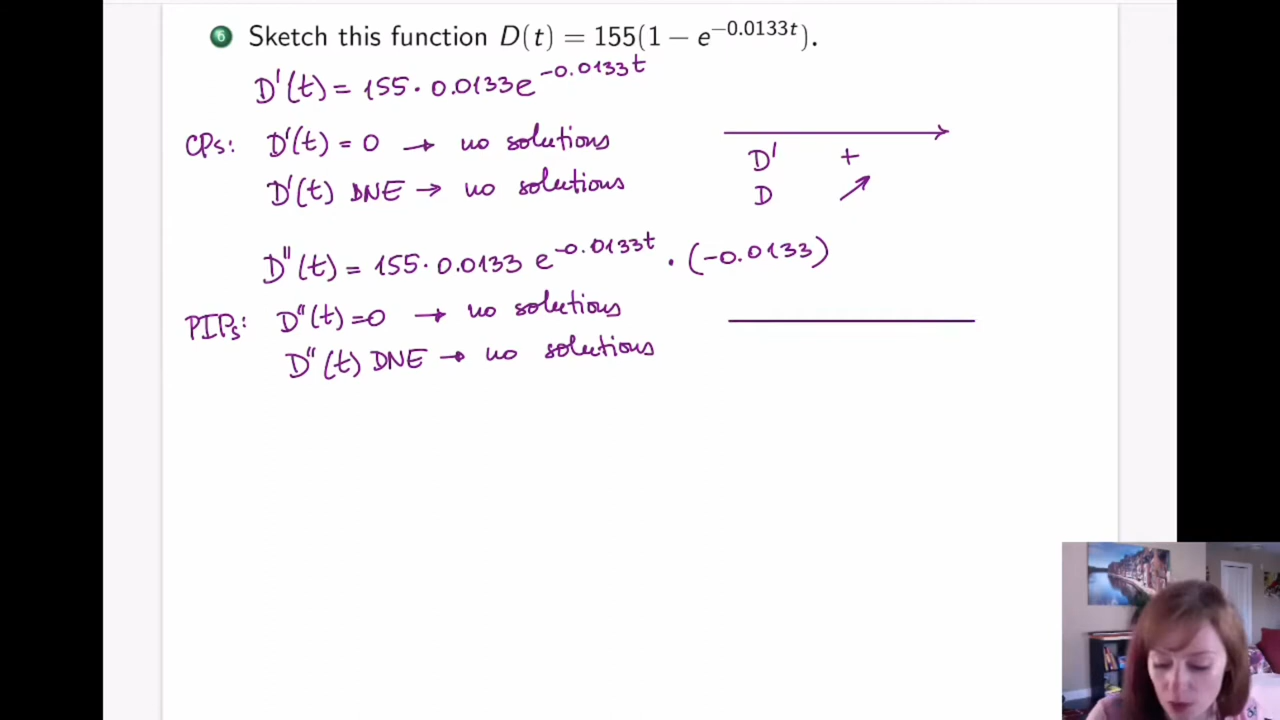 6 Sketch this function D(t) = 155(1 − e^{−0.0133t}).
D'(t) = 155 · 0.0133e^{−0.0133t}
CPs: D'(t) = 0 → no solutions
D'(t) DNE → no solutions
D' +
D ↗
D''(t) = 155 · 0.0133 e^{−0.0133t} · (−0.0133)
PIPs: D''(t) = 0 → no solutions
D''(t) DNE → no solutions